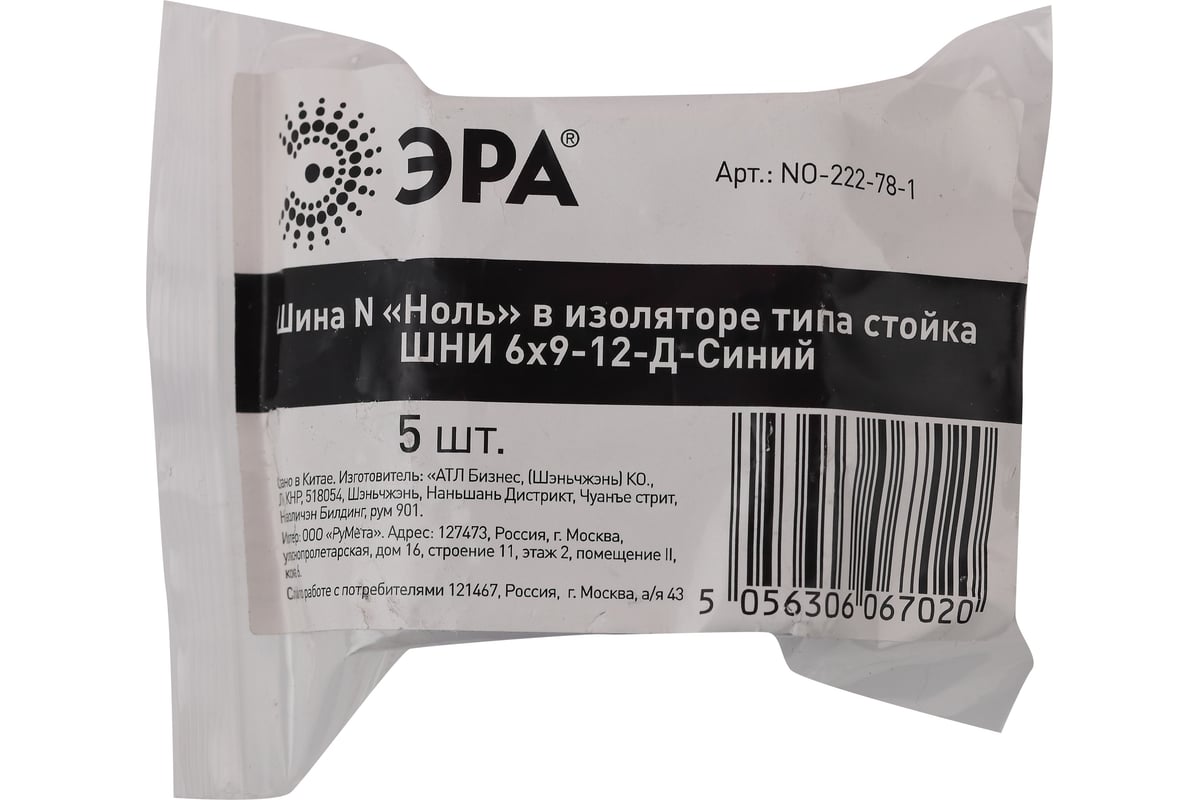 ЭРА®
Арт.: NO-222-78-1
Шина N «Ноль» в изоляторе типа стойка
ШНИ 6х9-12-Д-Синий
5 шт.
в Китае. Изготовитель: «АТЛ Бизнес, (Шэньчжэнь) КО.,
КНР, 518054, Шэньчжэнь, Наньшань Дистрикт, Чуанъе стрит,
Билдинг, рум 901.
ООО «РуМета». Адрес: 127473, Россия, г. Москва,
дом 16, строение 11, этаж 2, помещение II,
работе с потребителями 121467, Россия, г. Москва, а/я 43
5 056306 067020